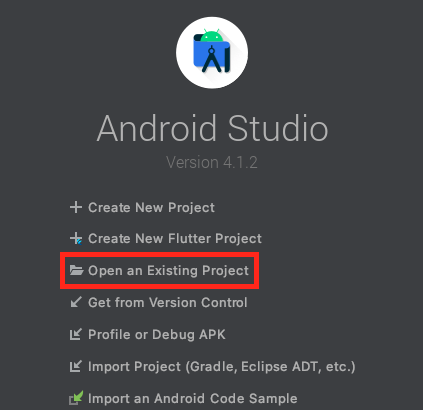 Android Studio
Version 4.1.2
Create New Project
Create New Flutter Project
Open an Existing Project
Get from Version Control
Profile or Debug APK
Import Project (Gradle, Eclipse ADT, etc.)
Import an Android Code Sample